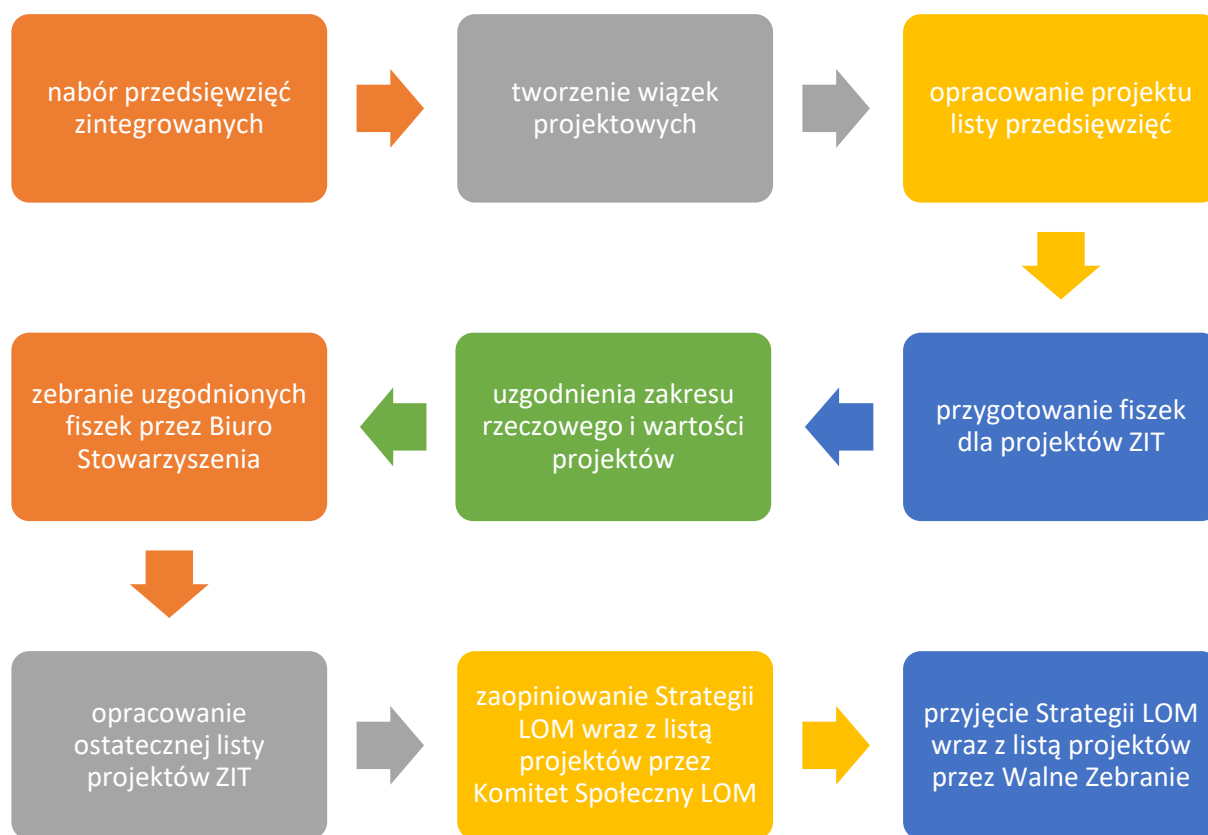 nabór przedsięwzięć
zintegrowanych
tworzenie wiązek
projektowych
opracowanie projektu
listy przedsięwzięć
przygotowanie fiszek
dla projektów ZIT
uzgodnienia zakresu
rzeczowego i wartości
projektów
zebranie uzgodnionych
fiszek przez Biuro
Stowarzyszenia
opracowanie
ostatecznej listy
projektów ZIT
zaopiniowanie Strategii
LOM wraz z listą
projektów przez
Komitet Społeczny LOM
przyjęcie Strategii LOM
wraz z listą projektów
przez Walne Zebranie